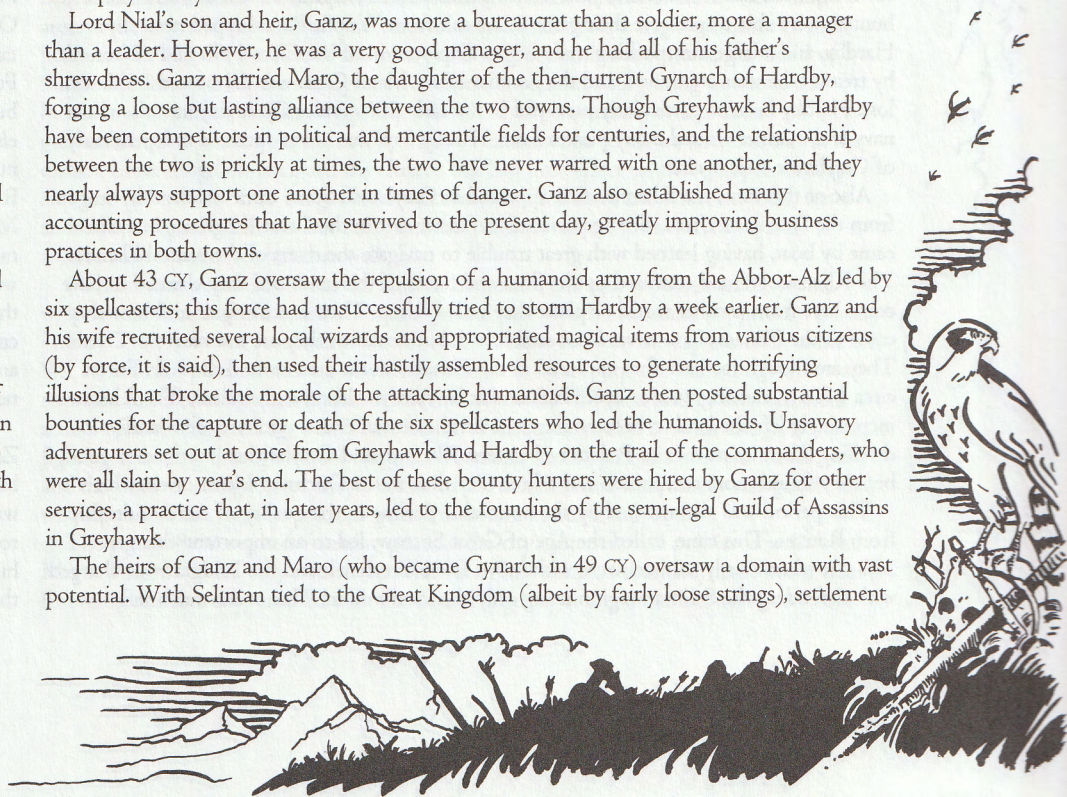 Lord Nial's son and heir, Ganz, was more a bureaucrat than a soldier, more a manager
than a leader. However, he was a very good manager, and he had all of his father's
shrewdness. Ganz married Maro, the daughter of the then-current Gynarch of Hardby,
forging a loose but lasting alliance between the two towns. Though Greyhawk and Hardby
have been competitors in political and mercantile fields for centuries, and the relationship
between the two is prickly at times, the two have never warred with one another, and they
nearly always support one another in times of danger. Ganz also established many
accounting procedures that have survived to the present day, greatly improving business
practices in both towns.
About 43 CY, Ganz oversaw the repulsion of a humanoid army from the Abbor-Alz led by
six spellcasters; this force had unsuccessfully tried to storm Hardby a week earlier. Ganz and
his wife recruited several local wizards and appropriated magical items from various citizens
(by force, it is said), then used their hastily assembled resources to generate horrifying
illusions that broke the morale of the attacking humanoids. Ganz then posted substantial
bounties for the capture or death of the six spellcasters who led the humanoids. Unsavory
adventurers set out at once from Greyhawk and Hardby on the trail of the commanders, who
were all slain by year's end. The best of these bounty hunters were hired by Ganz for other
services, a practice that, in later years, led to the founding of the semi-legal Guild of Assassins
in Greyhawk.
The heirs of Ganz and Maro (who became Gynarch in 49 CY) oversaw a domain with vast
potential. With Selintan tied to the Great Kingdom (albeit by fairly loose strings), settlement